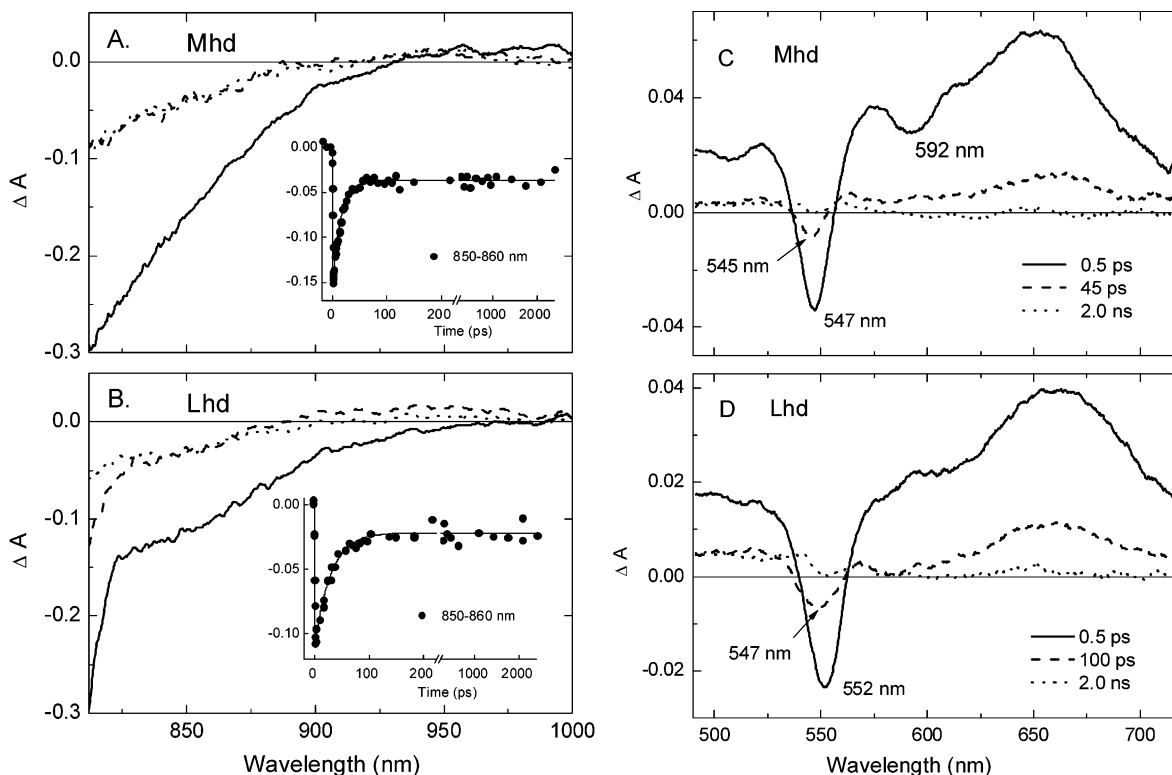 A. Mhd
0.0
-0.1
-0.2
-0.3
Δ A
0.00
-0.05
-0.10
-0.15
850-860 nm
0 100 200 1000 2000
Time (ps)
B. Lhd
0.0
-0.1
-0.2
-0.3
Δ A
0.00
-0.05
-0.10
850-860 nm
0 100 200 1000 2000
Time (ps)
850 900 950 1000
Wavelength (nm)
C Mhd
0.04
0.00
-0.04
Δ A
592 nm
545 nm
547 nm
0.5 ps
45 ps
2.0 ns
D Lhd
0.04
0.02
0.00
-0.02
Δ A
547 nm
552 nm
0.5 ps
100 ps
2.0 ns
500 550 600 650 700
Wavelength (nm)